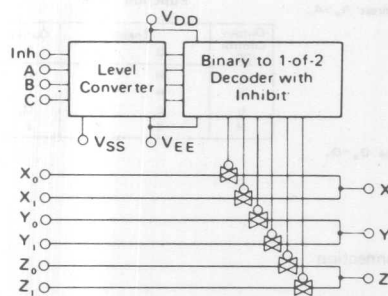 VDD
Inh
A
B
C
Level
Converter
Binary to 1-of-2
Decoder with
Inhibit
VSS
VEE
X0
X1
X
Y0
Y1
Y
Z0
Z1
Z